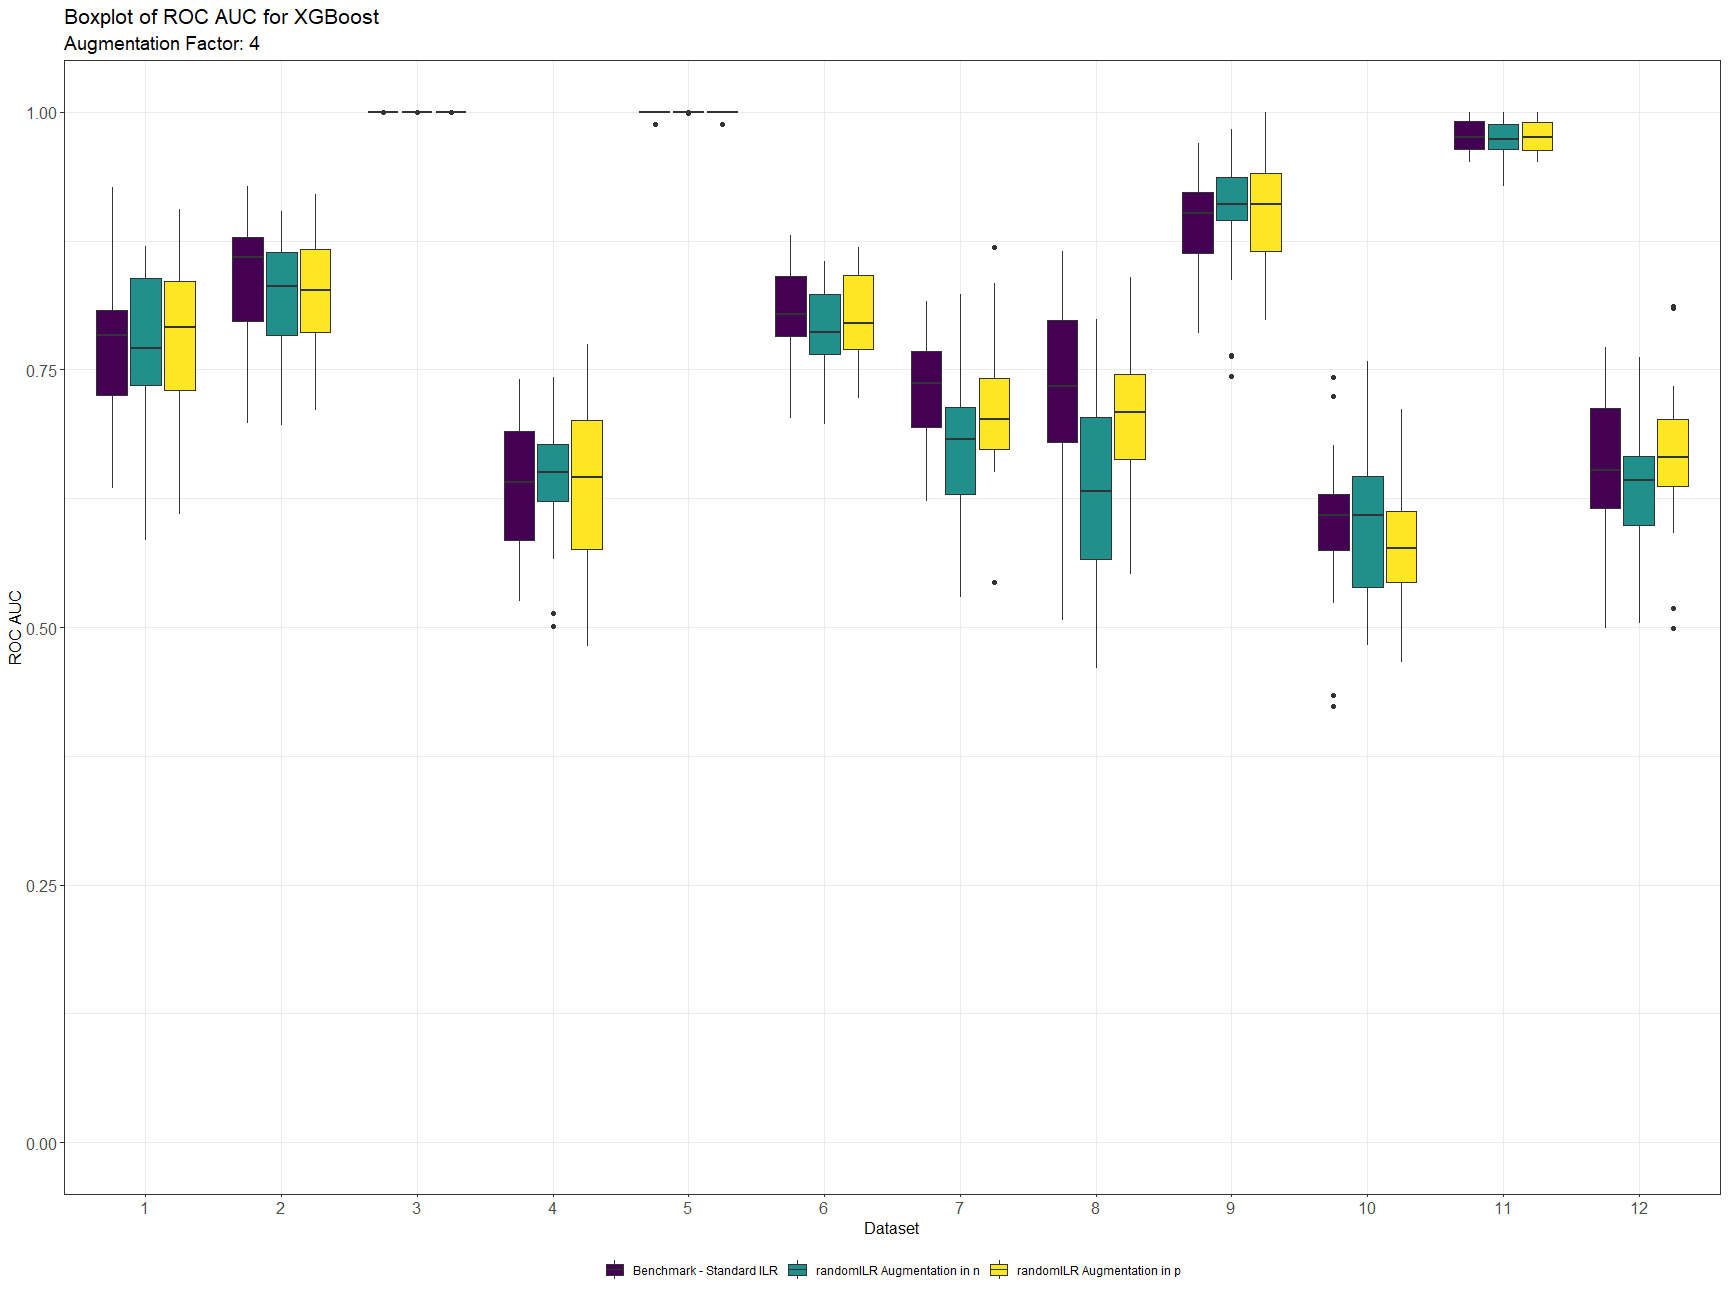 Boxplot of ROC AUC for XGBoost
Augmentation Factor: 4
1.00
0.75
0.50
0.25
0.00
ROC AUC
1 2 3 4 5 6 7 8 9 10 11 12
Dataset
Benchmark - Standard ILR randomILR Augmentation in n randomILR Augmentation in p